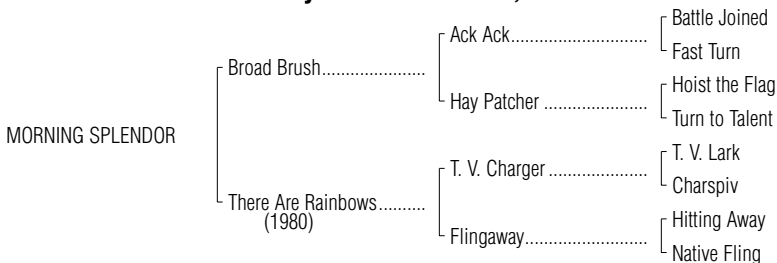 Battle Joined
Ack Ack
Fast Turn
Broad Brush
Hoist the Flag
Hay Patcher
Turn to Talent
MORNING SPLENDOR
T. V. Lark
T. V. Charger
Charspiv
There Are Rainbows
(1980)
Hitting Away
Flingaway
Native Fling